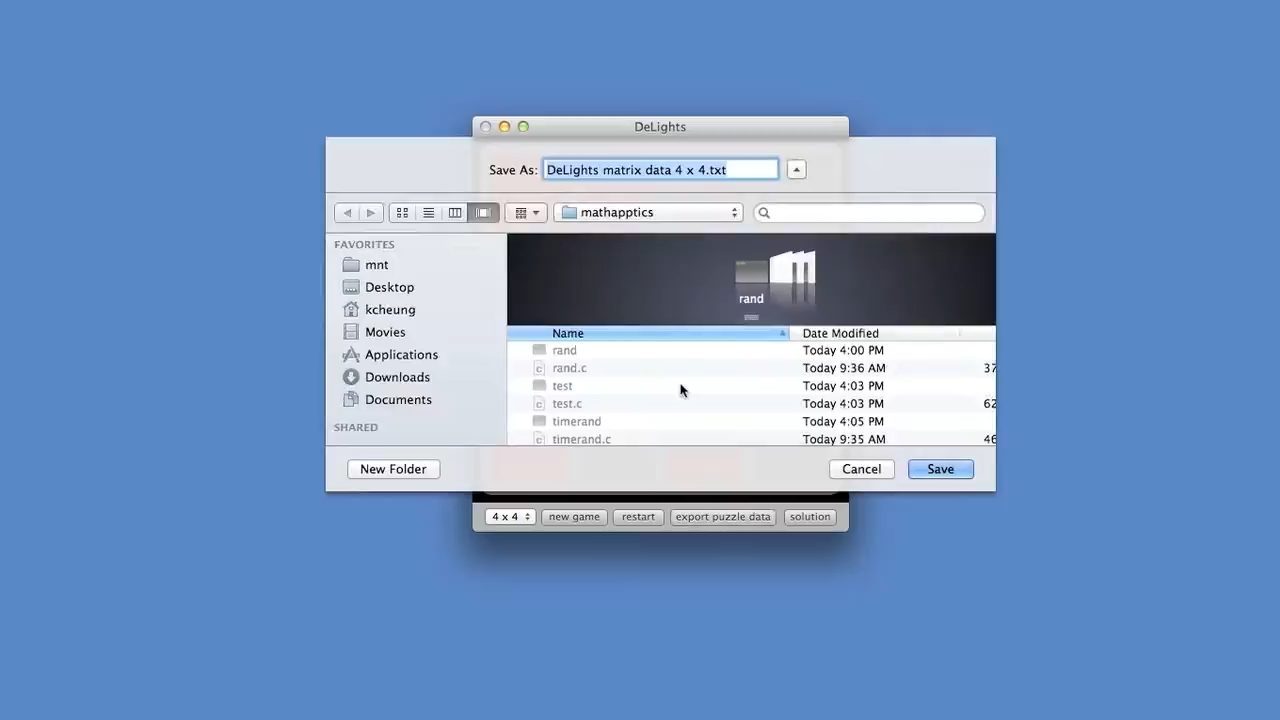 DeLights
Save As: DeLights matrix data 4 x 4.txt
mathapptics
FAVORITES
mnt
Desktop
kcheung
Movies
Applications
Downloads
Documents
SHARED
rand
Name Date Modified
rand Today 4:00 PM
rand.c Today 9:36 AM 37
test Today 4:03 PM
test.c Today 4:03 PM 62
timerand Today 4:05 PM
timerand.c Today 9:35 AM 46
New Folder Cancel Save
4 x 4 new game restart export puzzle data solution